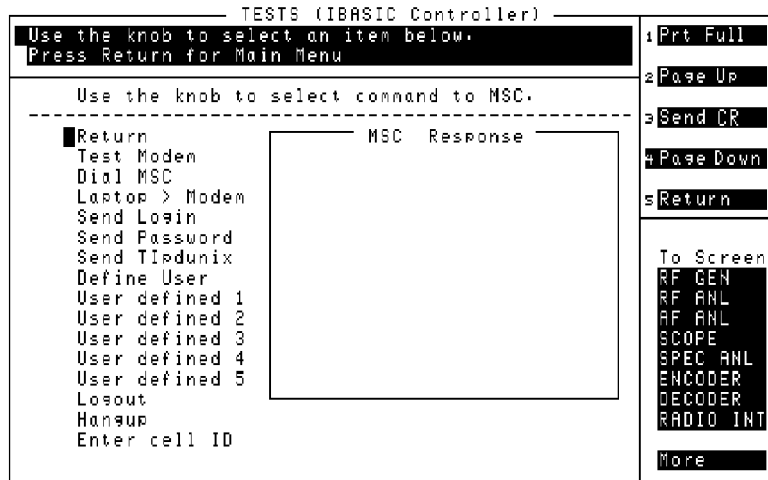 TESTS (IBASIC Controller)
Use the knob to select an item below.
Press Return for Main Menu
Use the knob to select command to MSC.
Return
Test Modem
Dial MSC
Laptop > Modem
Send Login
Send Password
Send TIpdunix
Define User
User defined 1
User defined 2
User defined 3
User defined 4
User defined 5
Logout
Hangup
Enter cell ID
MSC Response
1 Prt Full
2 Page Up
3 Send CR
4 Page Down
5 Return
To Screen
RF GEN
RF ANL
AF ANL
SCOPE
SPEC ANL
ENCODER
DECODER
RADIO INT
More